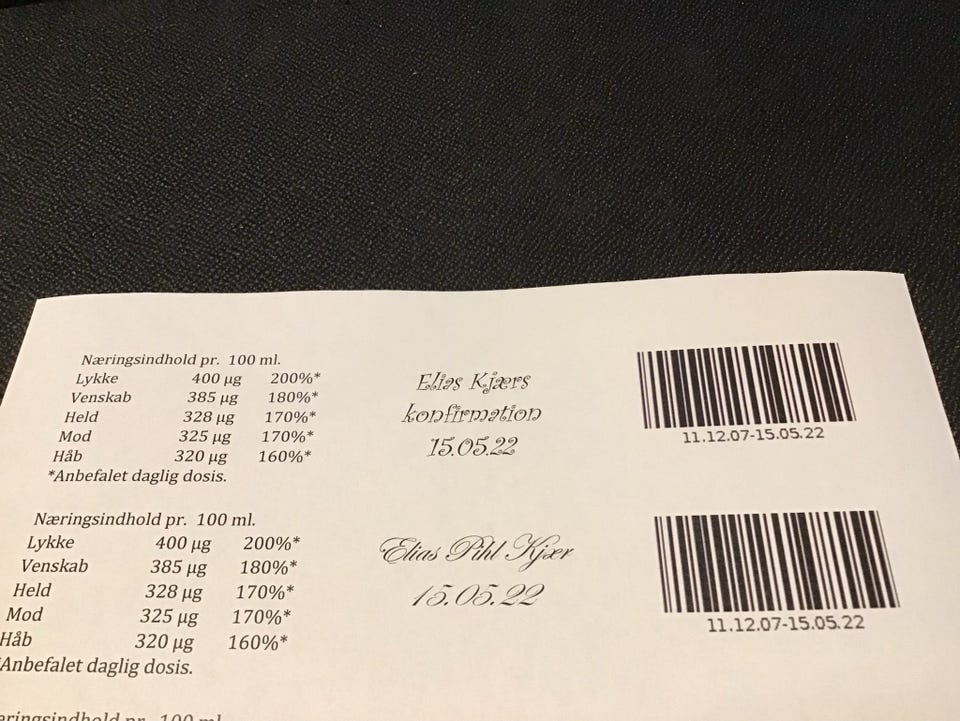 Næringsindhold pr. 100 ml.
Lykke 400 µg 200%*
Venskab 385 µg 180%*
Held 328 µg 170%*
Mod 325 µg 170%*
Håb 320 µg 160%*
*Anbefalet daglig dosis.
Elias Kjærs
konfirmation
15.05.22
11.12.07-15.05.22
Næringsindhold pr. 100 ml.
Lykke 400 µg 200%*
Venskab 385 µg 180%*
Held 328 µg 170%*
Mod 325 µg 170%*
Håb 320 µg 160%*
*Anbefalet daglig dosis.
Elias Pihl Kjær
15.05.22
11.12.07-15.05.22
æringsindhold pr. 100 ml